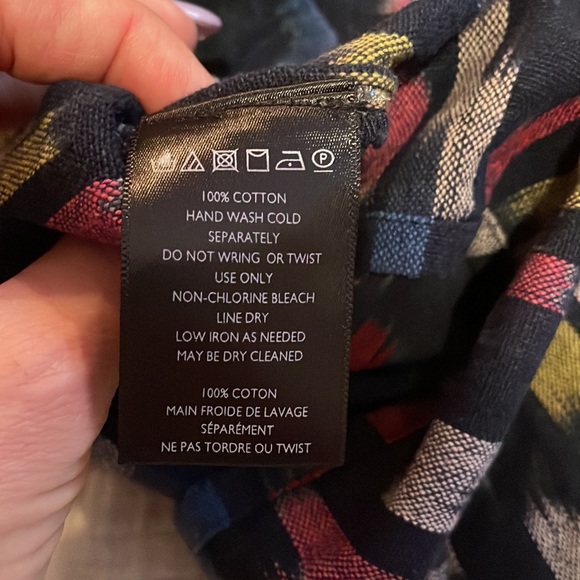 P
100% COTTON
HAND WASH COLD
SEPARATELY
DO NOT WRING OR TWIST
USE ONLY
NON-CHLORINE BLEACH
LINE DRY
LOW IRON AS NEEDED
MAY BE DRY CLEANED
100% COTON
MAIN FROIDE DE LAVAGE
SÉPARÉMENT
NE PAS TORDRE OU TWIST